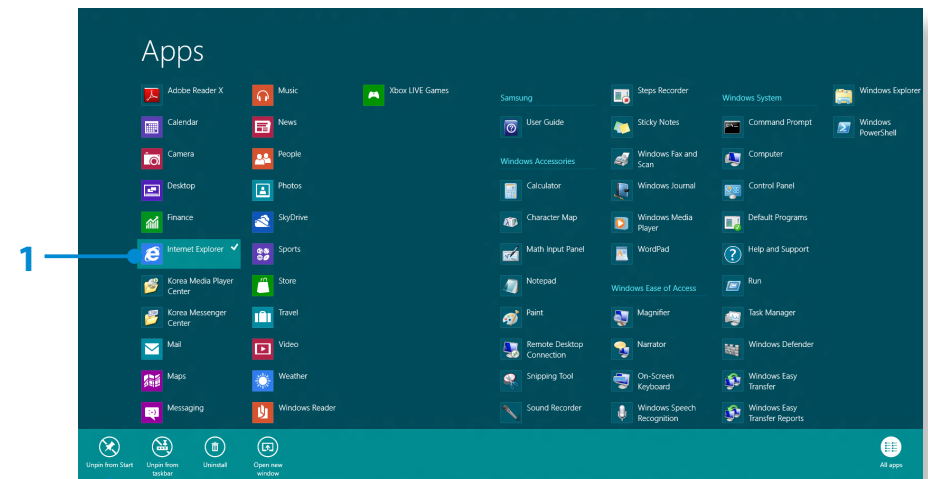 Apps
Adobe Reader X
Calendar
Camera
Desktop
Finance
Internet Explorer
Korea Media Player
Center
Korea Messenger
Center
Mail
Maps
Messaging
Music
News
People
Photos
SkyDrive
Sports
Store
Travel
Video
Weather
Windows Reader
Xbox LIVE Games
Samsung
User Guide
Windows Accessories
Calculator
Character Map
Math Input Panel
Notepad
Paint
Remote Desktop
Connection
Snipping Tool
Sound Recorder
Steps Recorder
Sticky Notes
Windows Fax and
Scan
Windows Journal
Windows Media
Player
WordPad
Windows Ease of Access
Magnifier
Narrator
On-Screen
Keyboard
Windows Speech
Recognition
Windows System
Command Prompt
Computer
Control Panel
Default Programs
Help and Support
Run
Task Manager
Windows Defender
Windows Easy
Transfer
Windows Easy
Transfer Reports
Windows Explorer
Windows
PowerShell
1
Unpin from Start
Unpin from
taskbar
Uninstall
Open new
window
All apps